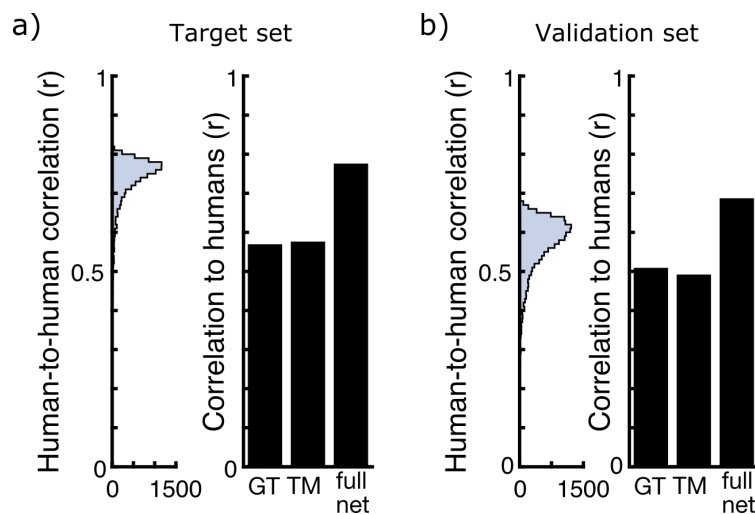 a)
Target set
Human-to-human correlation (r)
1
0.5
0
0
1500
Correlation to humans (r)
1
0
GT
TM
full
net
b)
Validation set
Human-to-human correlation (r)
1
0.5
0
0
1500
Correlation to humans (r)
1
0
GT
TM
full
net